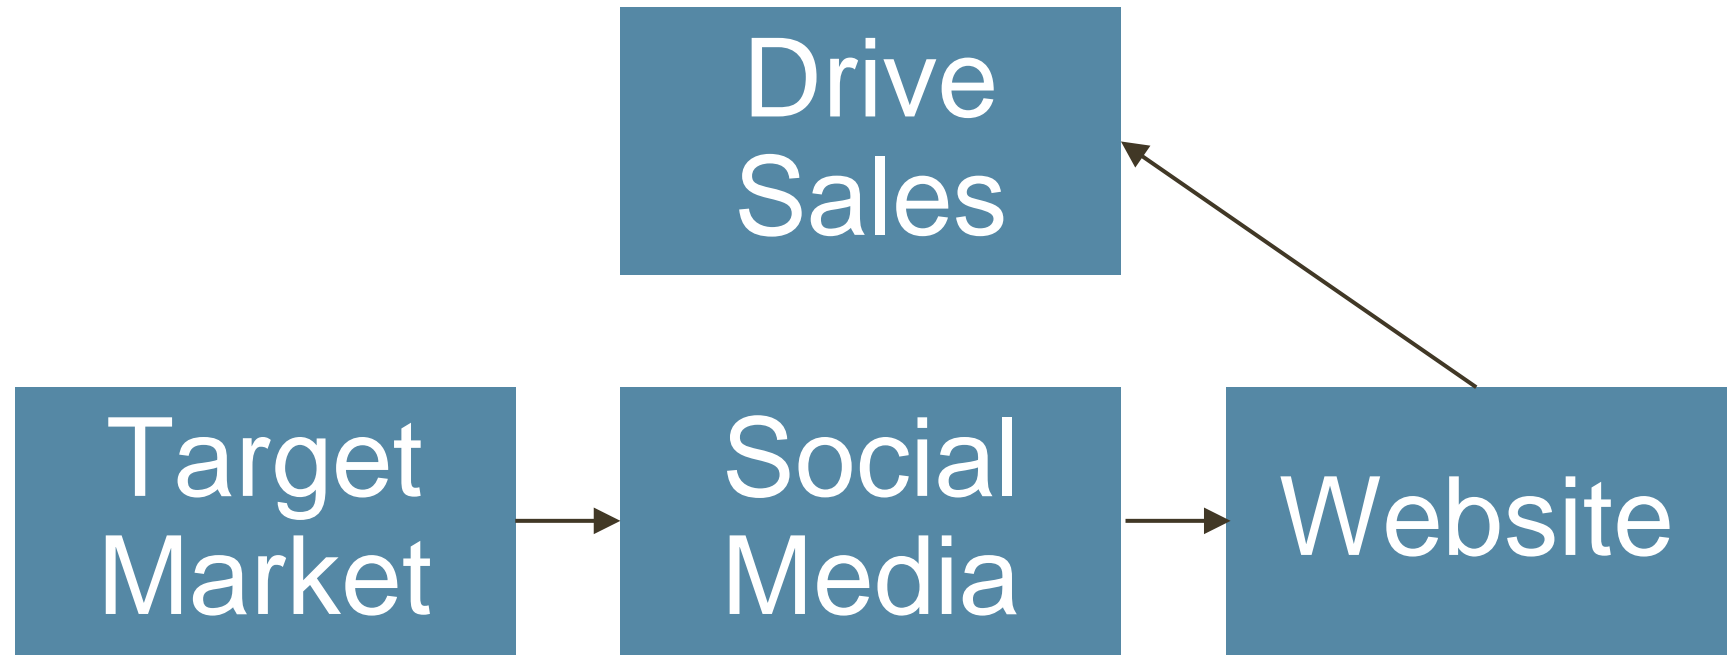 Drive
Sales
Target
Market
Social
Media
Website